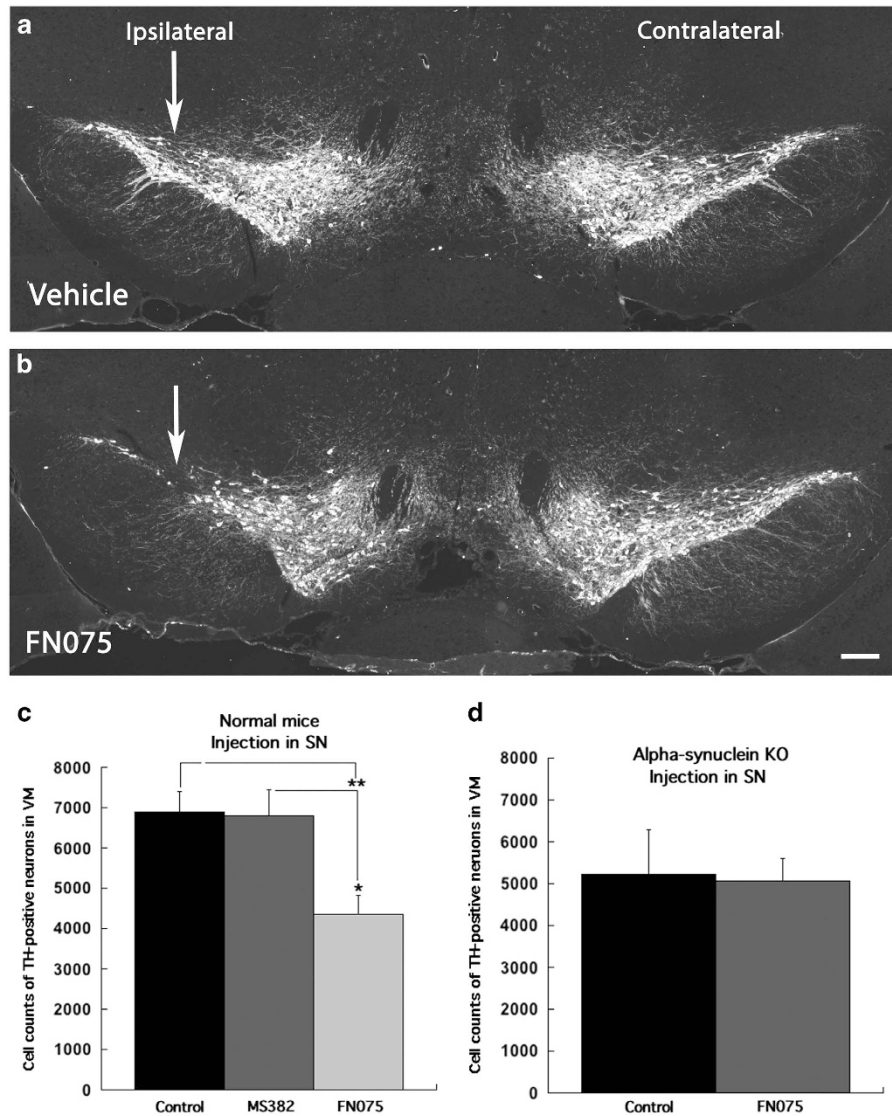 a
Ipsilateral
Contralateral
Vehicle
b
FN075
c
Normal mice
Injection in SN
Cell counts of TH-positive neurons in VM
8000
7000
6000
5000
4000
3000
2000
1000
0
**
*
Control
MS382
FN075
d
Alpha-synuclein KO
Injection in SN
Cell counts of TH-positive neruons in VM
8000
7000
6000
5000
4000
3000
2000
1000
0
Control
FN075